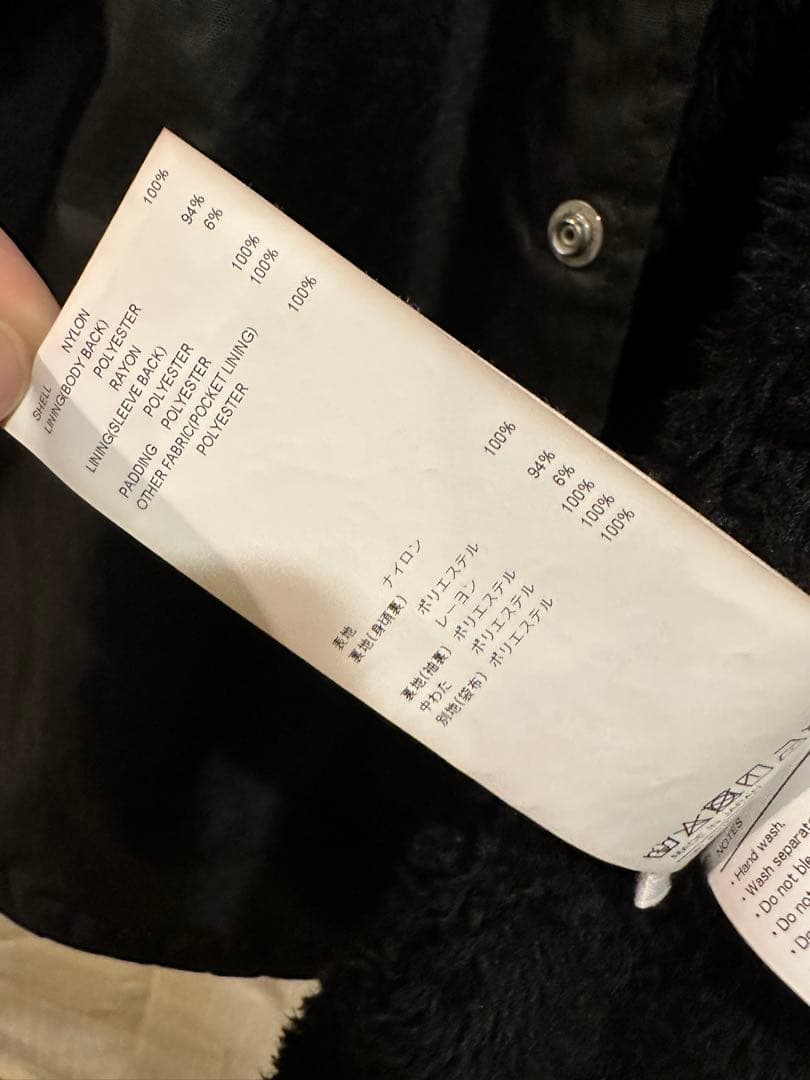 SHELL NYLON 100%
LINING(BODY BACK)
POLYESTER 94%
RAYON 6%
LINING(SLEEVE BACK)
POLYESTER 100%
PADDING POLYESTER 100%
OTHER FABRIC(POCKET LINING)
POLYESTER 100%
表地 ナイロン 100%
裏地(身頃裏)
ポリエステル 94%
レーヨン 6%
裏地(袖裏) ポリエステル 100%
中わた ポリエステル 100%
別地(袋布) ポリエステル 100%
MADE IN JAPAN
NOTES
・Hand wash.
・Wash
・Do not
・Do not